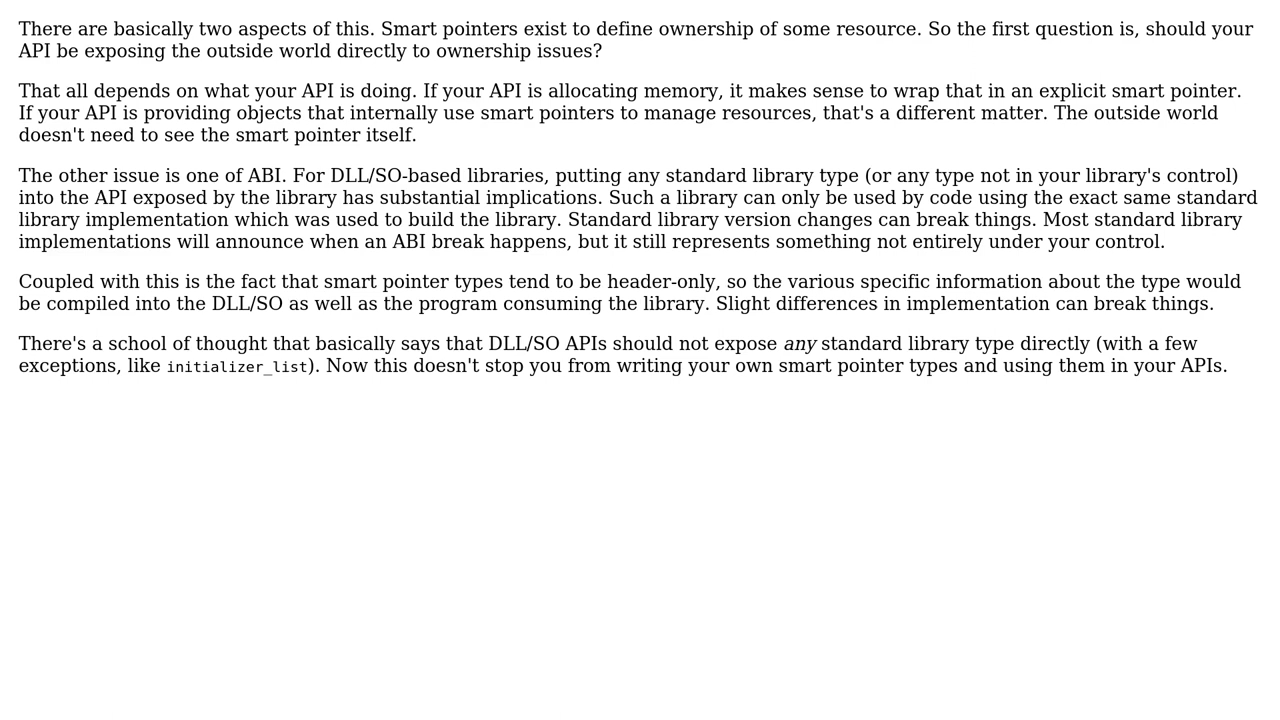 There are basically two aspects of this. Smart pointers exist to define ownership of some resource. So the first question is, should your
API be exposing the outside world directly to ownership issues?
That all depends on what your API is doing. If your API is allocating memory, it makes sense to wrap that in an explicit smart pointer.
If your API is providing objects that internally use smart pointers to manage resources, that's a different matter. The outside world
doesn't need to see the smart pointer itself.
The other issue is one of ABI. For DLL/SO-based libraries, putting any standard library type (or any type not in your library's control)
into the API exposed by the library has substantial implications. Such a library can only be used by code using the exact same standard
library implementation which was used to build the library. Standard library version changes can break things. Most standard library
implementations will announce when an ABI break happens, but it still represents something not entirely under your control.
Coupled with this is the fact that smart pointer types tend to be header-only, so the various specific information about the type would
be compiled into the DLL/SO as well as the program consuming the library. Slight differences in implementation can break things.
There's a school of thought that basically says that DLL/SO APIs should not expose any standard library type directly (with a few
exceptions, like initializer_list). Now this doesn't stop you from writing your own smart pointer types and using them in your APIs.